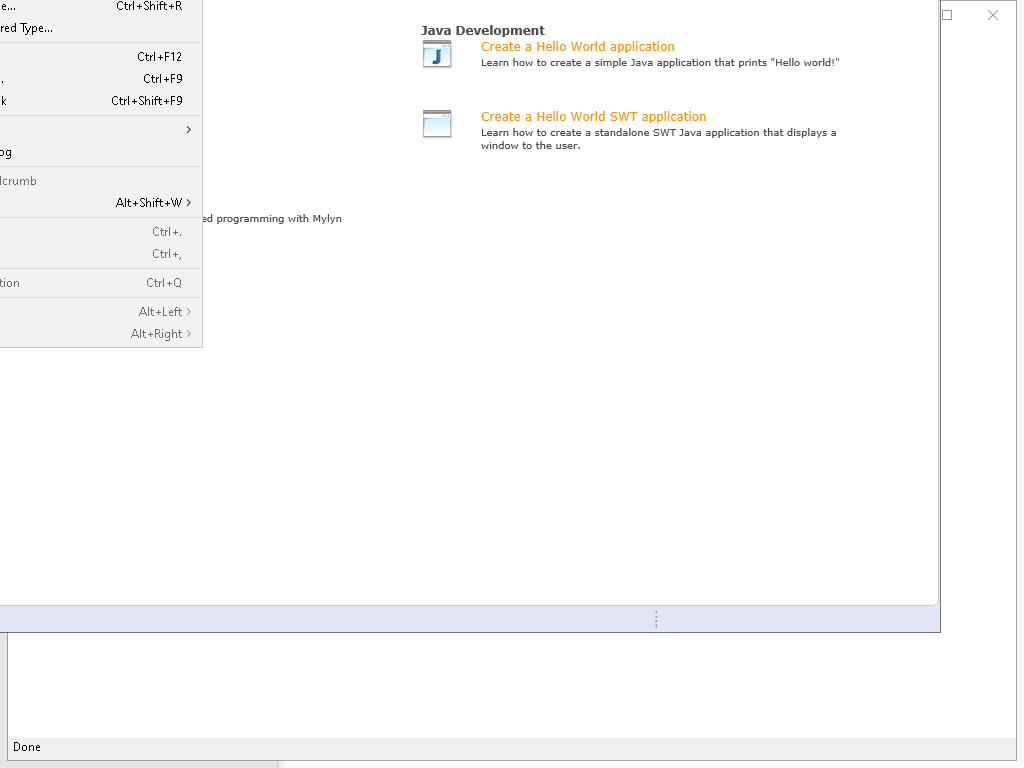 e... Ctrl+Shift+R
red Type...
Ctrl+F12
. Ctrl+F9
k Ctrl+Shift+F9
og
dcrumb
Alt+Shift+W
Ctrl+.
Ctrl+,
tion Ctrl+Q
Alt+Left
Alt+Right
ed programming with Mylyn
Java Development
Create a Hello World application
Learn how to create a simple Java application that prints "Hello world!"
Create a Hello World SWT application
Learn how to create a standalone SWT Java application that displays a
window to the user.
Done